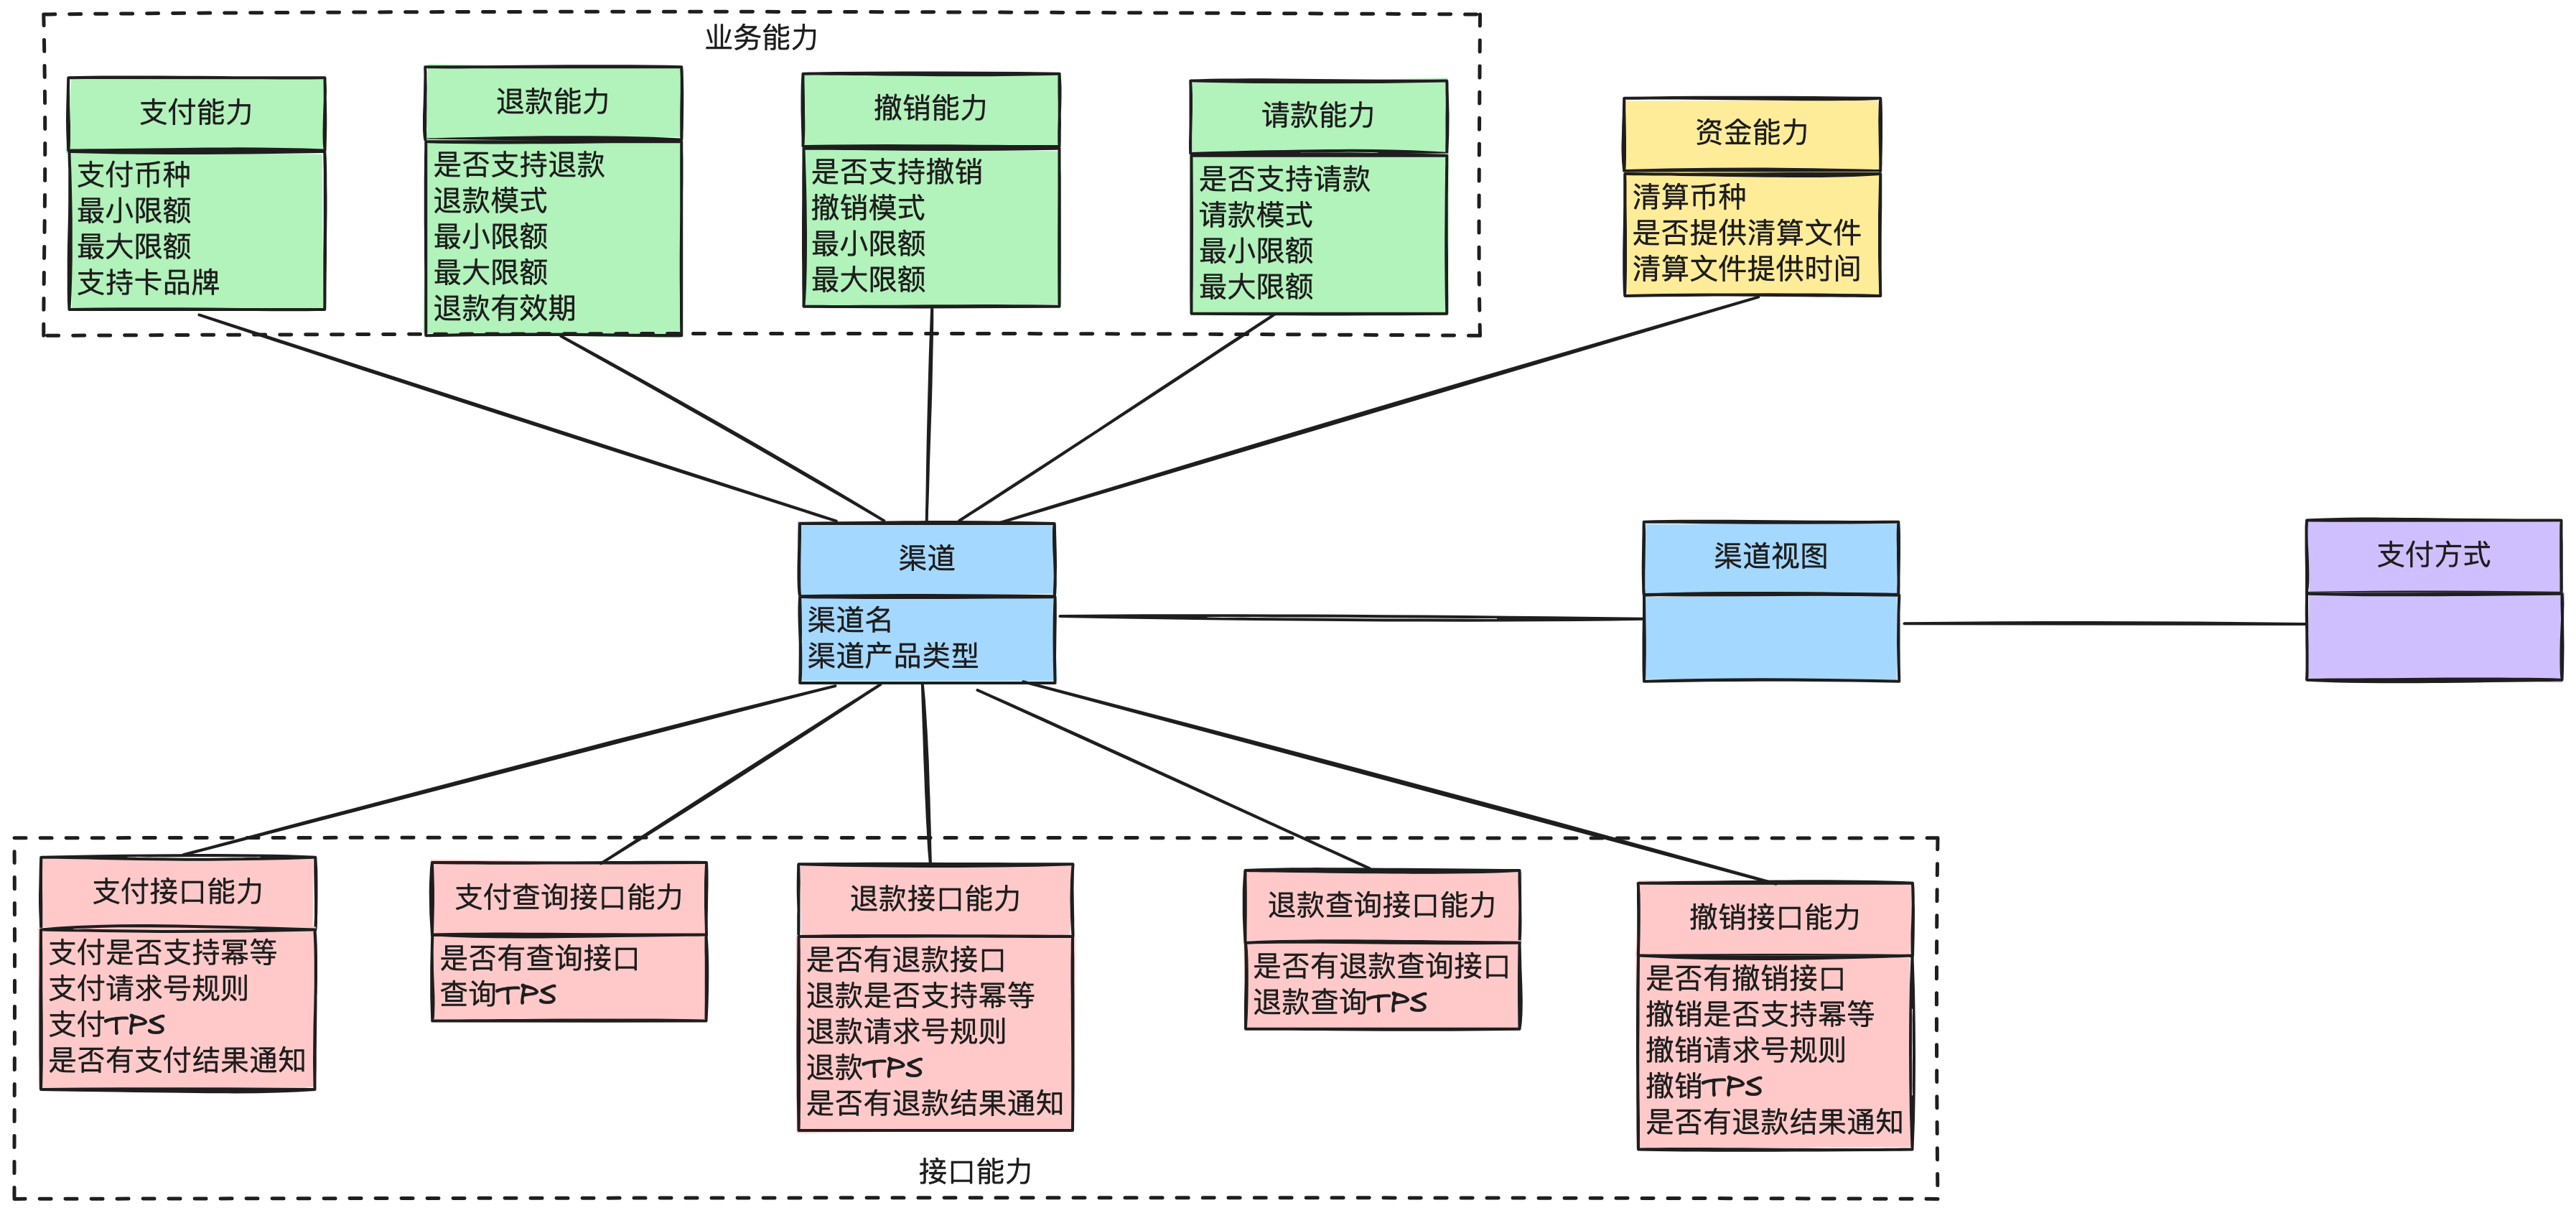 业务能力
支付能力
支付币种
最小限额
最大限额
支持卡品牌
退款能力
是否支持退款
退款模式
最小限额
最大限额
退款有效期
撤销能力
是否支持撤销
撤销模式
最小限额
最大限额
请款能力
是否支持请款
请款模式
最小限额
最大限额
资金能力
清算币种
是否提供清算文件
清算文件提供时间
渠道
渠道名
渠道产品类型
渠道视图
支付方式
支付接口能力
支付是否支持幂等
支付请求号规则
支付TPS
是否有支付结果通知
支付查询接口能力
是否有查询接口
查询TPS
退款接口能力
是否有退款接口
退款是否支持幂等
退款请求号规则
退款TPS
是否有退款结果通知
退款查询接口能力
是否有退款查询接口
退款查询TPS
撤销接口能力
是否有撤销接口
撤销是否支持幂等
撤销请求号规则
撤销TPS
是否有退款结果通知
接口能力